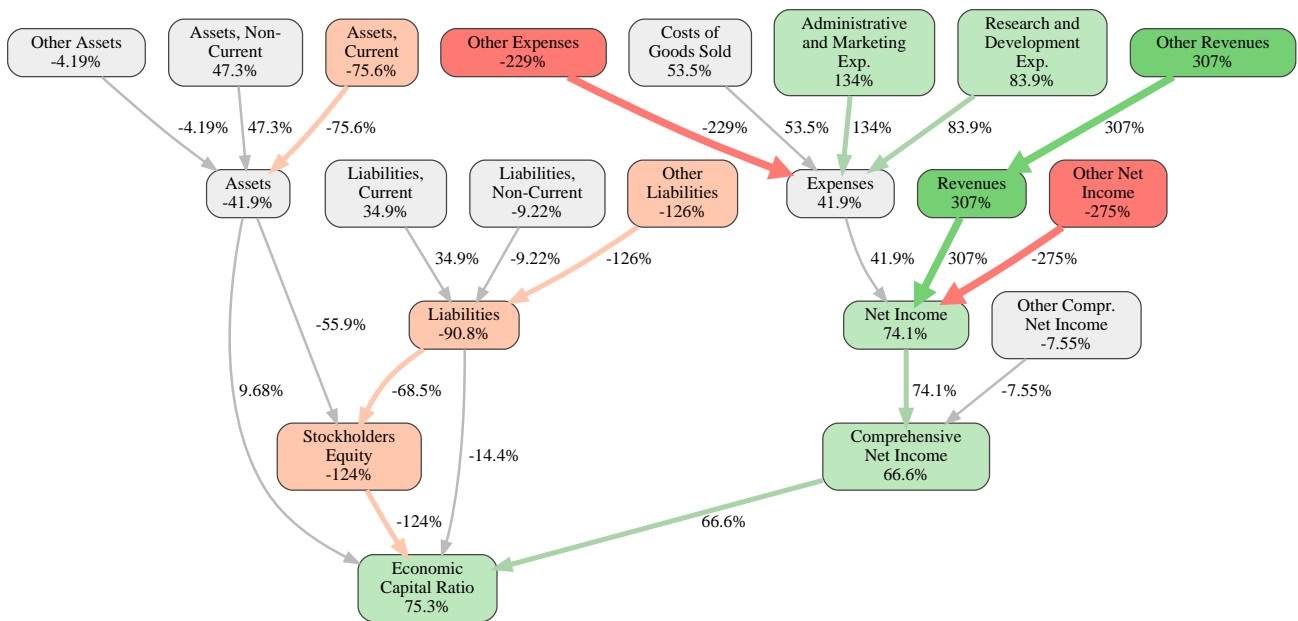 Other Assets
-4.19%
Assets, Non-
Current
47.3%
Assets,
Current
-75.6%
Other Expenses
-229%
Costs of
Goods Sold
53.5%
Administrative
and Marketing
Exp.
134%
Research and
Development
Exp.
83.9%
Other Revenues
307%
-4.19%
47.3%
-75.6%
-229%
53.5%
134%
83.9%
307%
Assets
-41.9%
Liabilities,
Current
34.9%
Liabilities,
Non-Current
-9.22%
Other
Liabilities
-126%
Expenses
41.9%
Revenues
307%
Other Net
Income
-275%
34.9%
-9.22%
-126%
41.9%
307%
-275%
-55.9%
Liabilities
-90.8%
Net Income
74.1%
Other Compr.
Net Income
-7.55%
9.68%
-68.5%
74.1%
-7.55%
Stockholders
Equity
-124%
-14.4%
Comprehensive
Net Income
66.6%
-124%
66.6%
Economic
Capital Ratio
75.3%